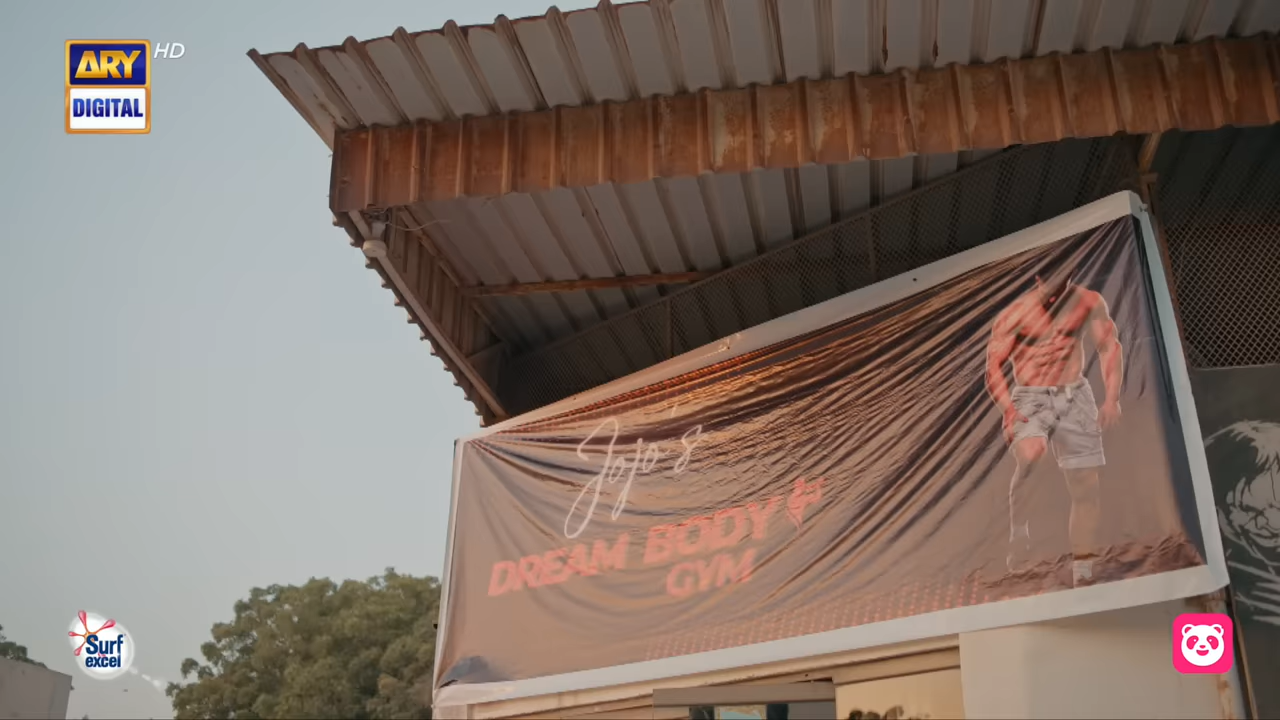 ARY HD
DIGITAL
Jojo's
DREAM BODY
GYM
Surf
excel